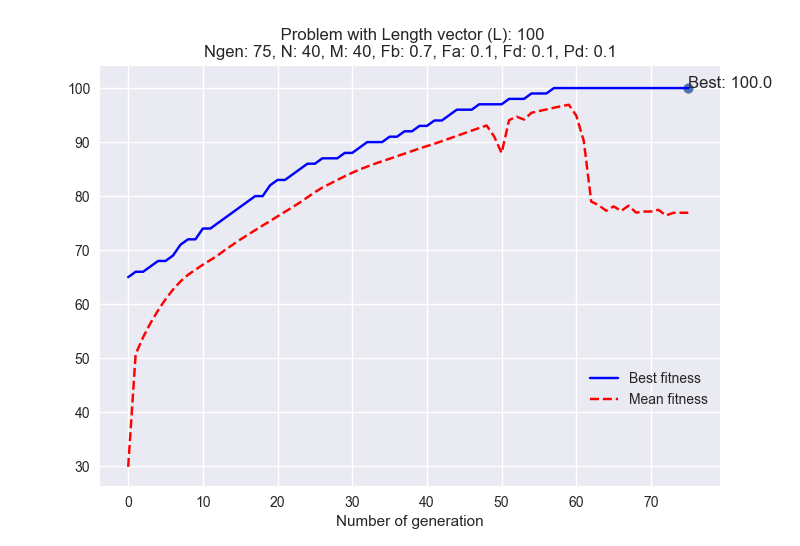 Problem with Length vector (L): 100
Ngen: 75, N: 40, M: 40, Fb: 0.7, Fa: 0.1, Fd: 0.1, Pd: 0.1
Best: 100.0
100
90
80
70
60
50
40
30
Best fitness
Mean fitness
0 10 20 30 40 50 60 70
Number of generation